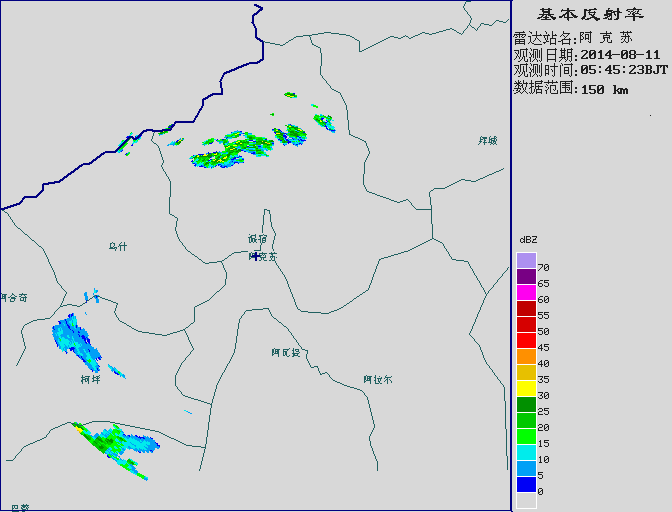 基本反射率
雷达站名:阿 克 苏
观测日期:2014-08-11
观测时间:05:45:23BJT
数据范围:150 km
拜城
乌什
温宿
阿克苏
阿合奇
阿瓦提
柯坪
阿拉尔
巴楚
dBZ
70
65
60
55
50
45
40
35
30
25
20
15
10
5
0